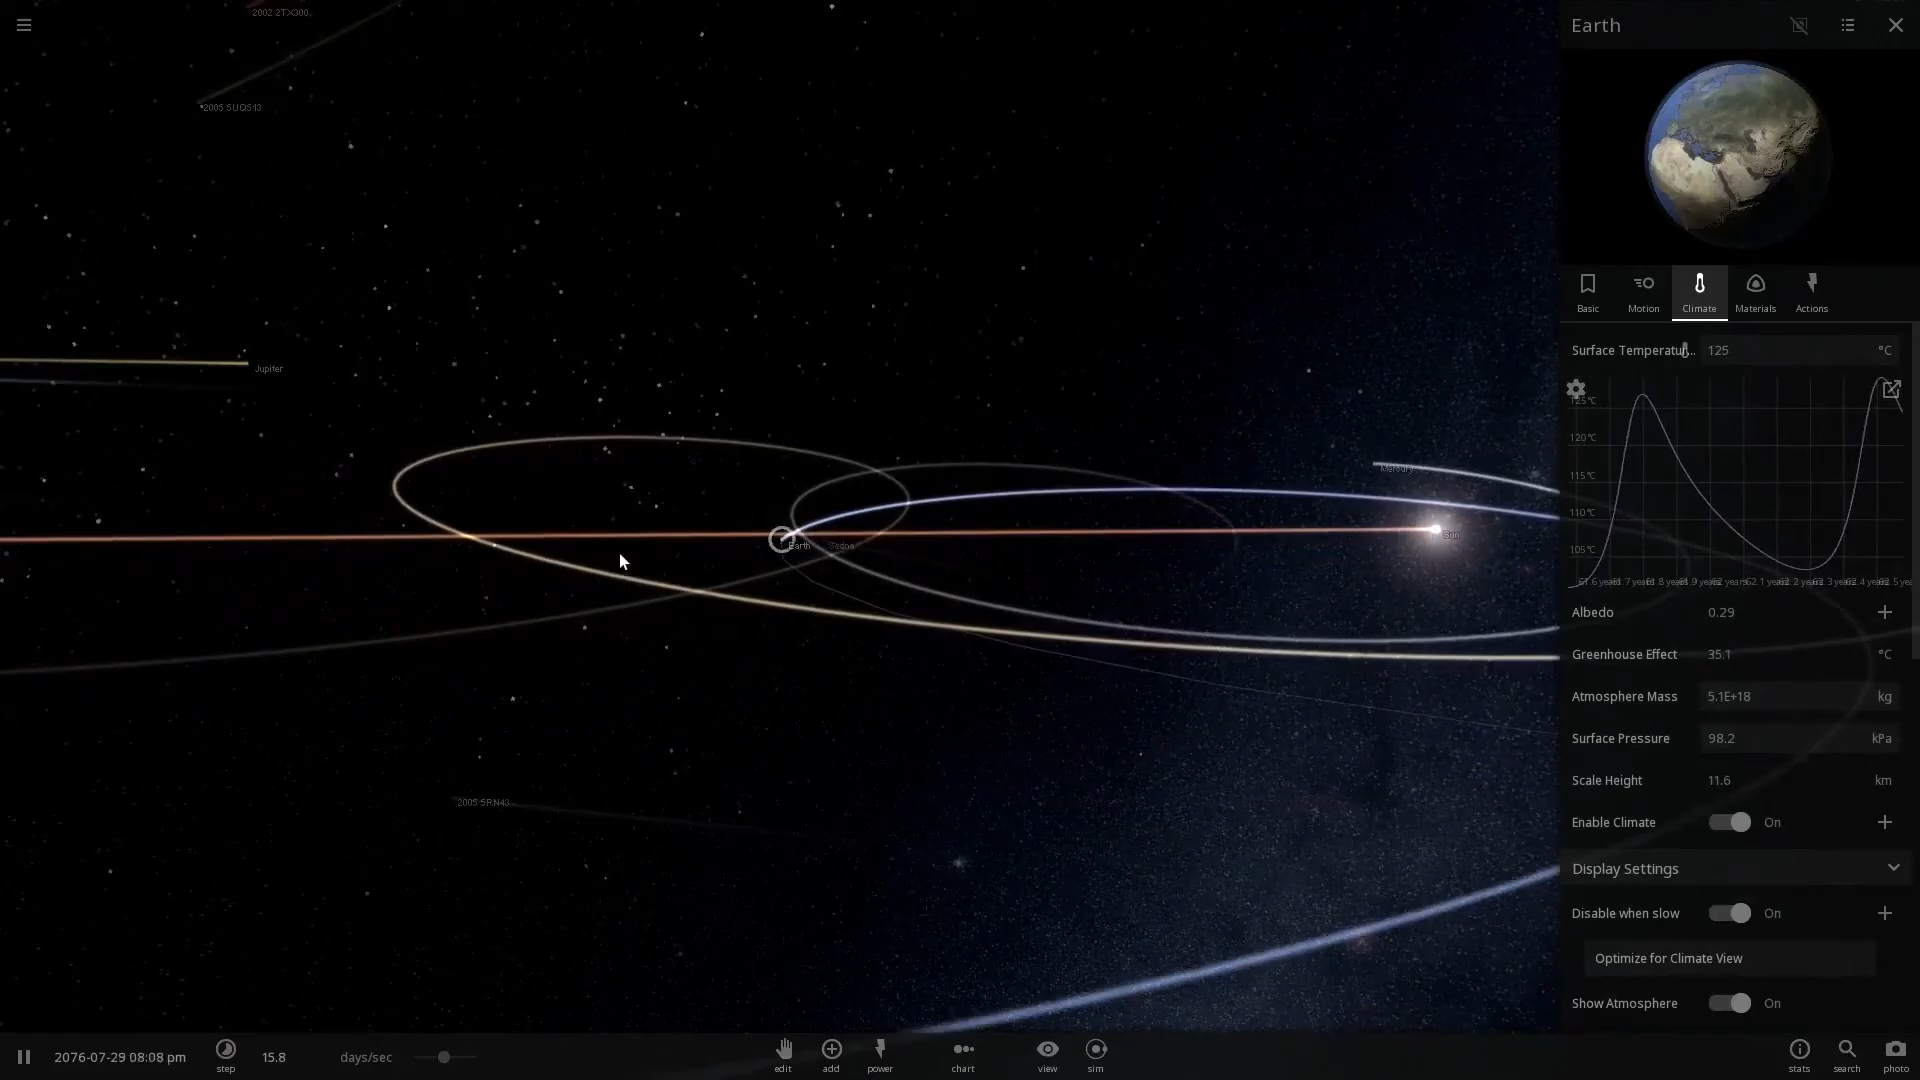 2002 2TX300
Earth
2005 SUQ513
Basic
Motion
Climate
Materials
Actions
Surface Temperatur...
125
°C
Jupiter
125°C
120°C
115°C
110°C
105°C
Mercury
Sun
Earth
Sedna
Albedo
0.29
Greenhouse Effect
35.1
°C
Atmosphere Mass
5.1E+18
kg
Surface Pressure
98.2
kPa
Scale Height
11.6
km
2005 SRN43
Enable Climate
On
Display Settings
Disable when slow
On
Optimize for Climate View
Show Atmosphere
On
2076-07-29 08:08 pm
step
15.8
days/sec
edit
add
power
chart
view
sim
stats
search
photo